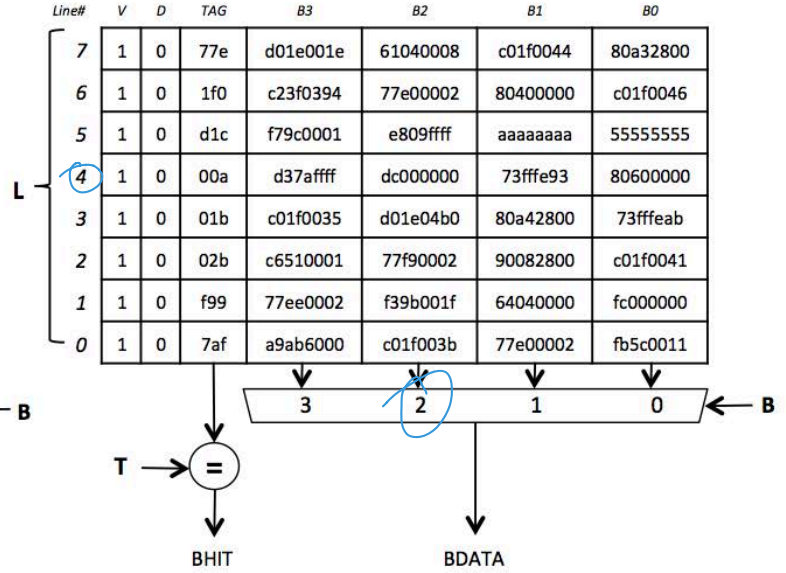 Line# V D TAG B3 B2 B1 B0
7 1 0 77e d01e001e 61040008 c01f0044 80a32800
6 1 0 1f0 c23f0394 77e00002 80400000 c01f0046
5 1 0 d1c f79c0001 e809ffff aaaaaaaa 55555555
4 1 0 00a d37affff dc000000 73fffe93 80600000
L
3 1 0 01b c01f0035 d01e04b0 80a42800 73fffeab
2 1 0 02b c6510001 77f90002 90082800 c01f0041
1 1 0 f99 77ee0002 f39b001f 64040000 fc000000
0 1 0 7af a9ab6000 c01f003b 77e00002 fb5c0011
B 3 2 1 0 B
T =
BHIT BDATA